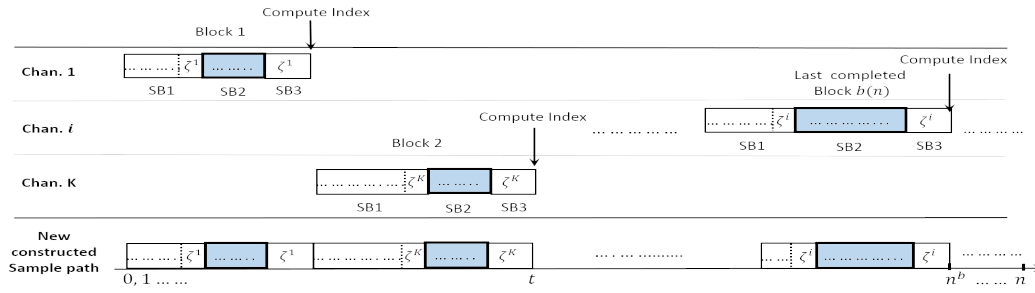 Compute Index
Block 1
Chan. 1
… … … . ζ¹ … … . . ζ¹
SB1 SB2 SB3
Compute Index
Last completed
Block b(n)
Chan. i
… … … … . ζⁱ … … … … . . . ζⁱ
… … … … …
… … … …
SB1 SB2 SB3
Compute Index
Block 2
Chan. K
… … … … . … . ζᴷ … … . . ζᴷ
SB1 SB2 SB3
New
constructed
Sample path
… … … . ζ¹ … … . . ζ¹ … … … … . … . ζᴷ … … . . ζᴷ … . … ……... … … … … . ζⁱ … … … … . . . ζⁱ … … … …
0, 1 … … t nᵇ … … n